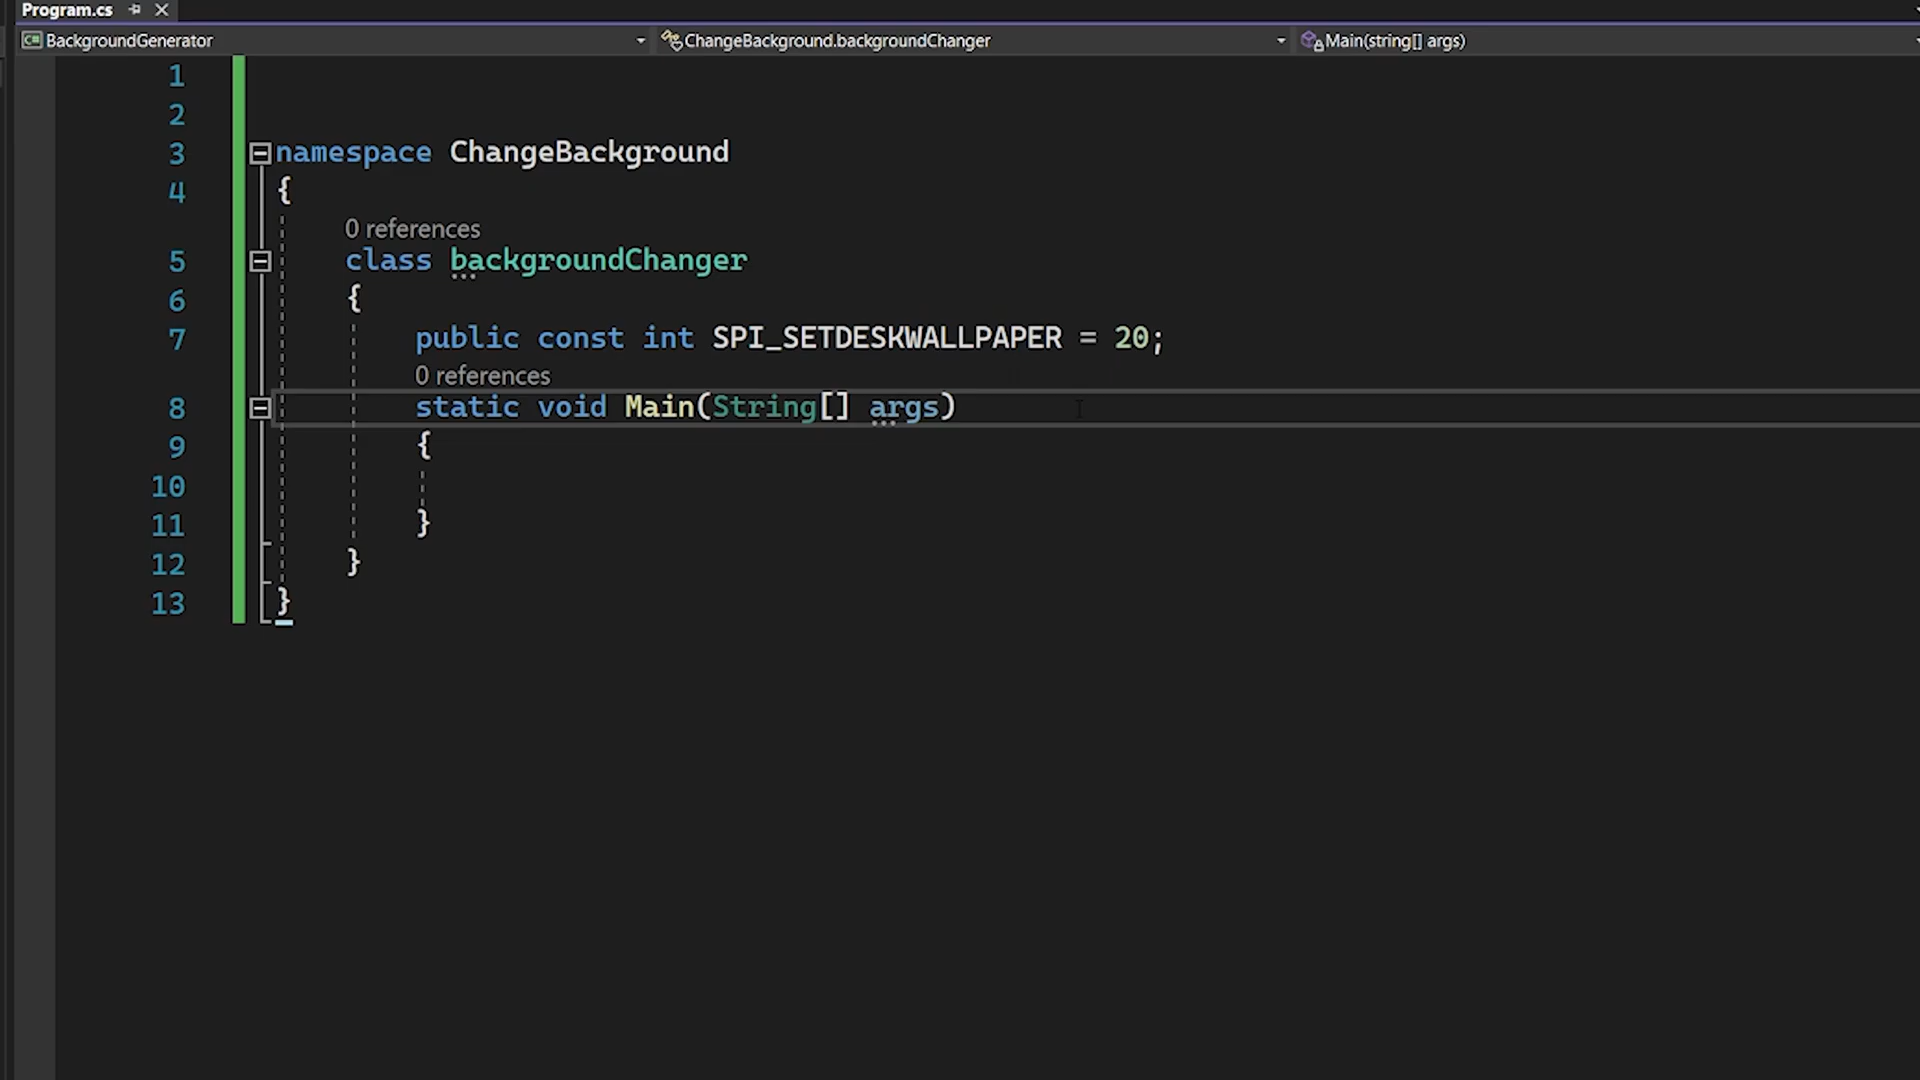 Program.cs
BackgroundGenerator ChangeBackground.backgroundChanger Main(string[] args)
1
2
3 namespace ChangeBackground
4 {
0 references
5 class backgroundChanger
6 {
7 public const int SPI_SETDESKWALLPAPER = 20;
0 references
8 static void Main(String[] args)
9 {
10
11 }
12 }
13 }